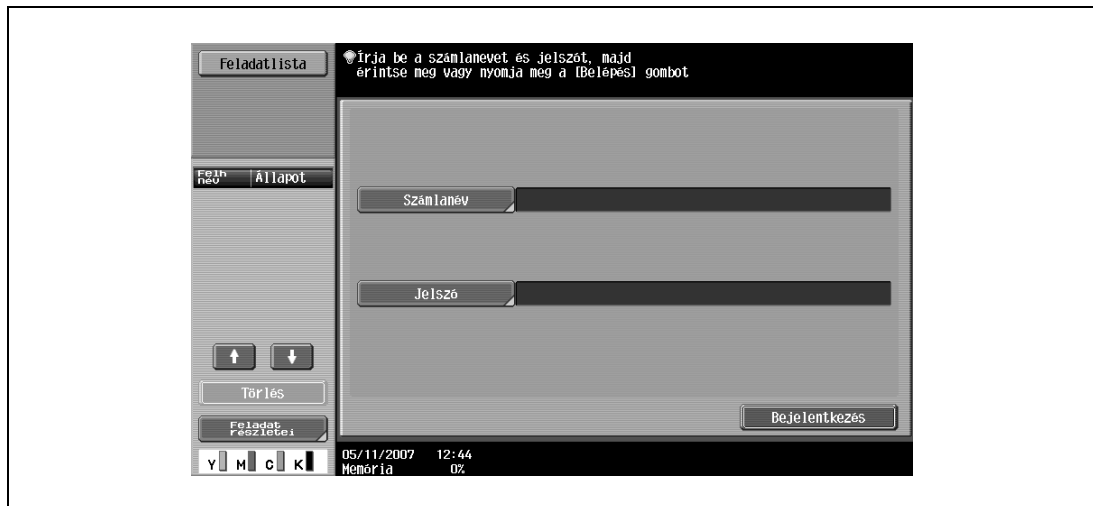 Feladatlista
Írja be a számlanevet és jelszót, majd
érintse meg vagy nyomja meg a [Belépés] gombot
Felh név Állapot
Számlanév
Jelszó
Törlés
Feladat
részletei
Bejelentkezés
Y M C K
05/11/2007 12:44
Memória 0%